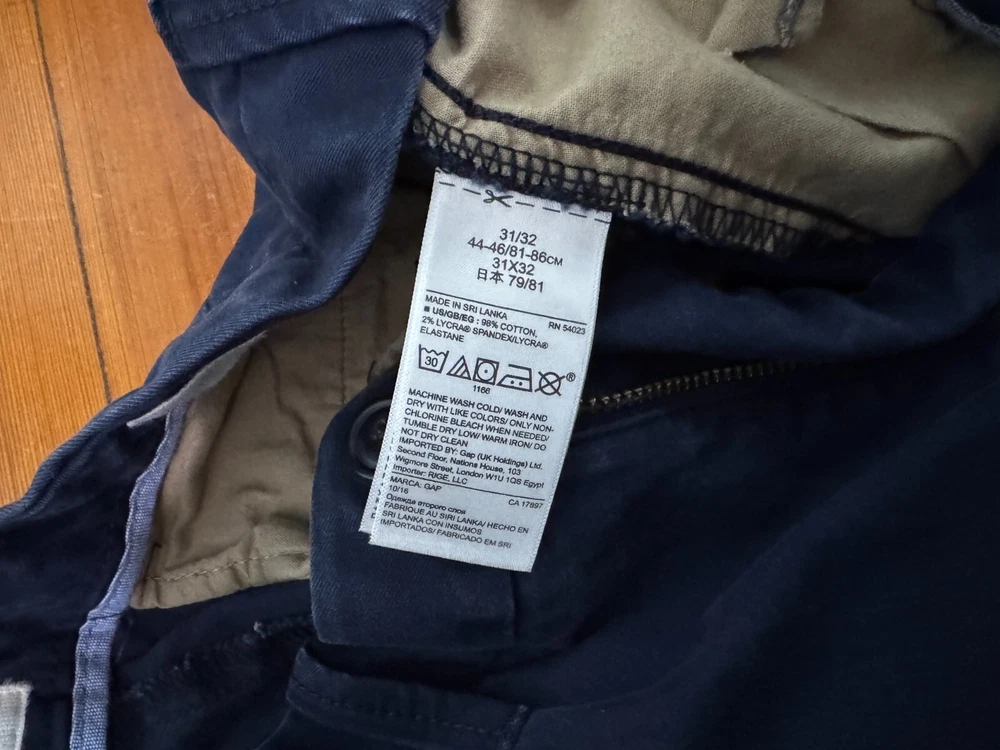 31/32
44-46/81-86CM
31X32
日本 79/81
MADE IN SRI LANKA RN 54023
■ US/GB/EG : 98% COTTON,
2% LYCRA® SPANDEX/LYCRA®
ELASTANE
30
®
1166
MACHINE WASH COLD/ WASH AND
DRY WITH LIKE COLORS/ ONLY NON-
CHLORINE BLEACH WHEN NEEDED/
TUMBLE DRY LOW/ WARM IRON/ DO
NOT DRY CLEAN
IMPORTED BY: Gap (UK Holdings) Ltd.
Second Floor, Nations House, 103
Wigmore Street, London W1U 1QS Egypt
Importer: RIGE, LLC
MARCA: GAP CA 17897
10/16
Одежда второго слоя
FABRIQUE AU SIRI LANKA/ HECHO EN
SRI LANKA CON INSUMOS
IMPORTADOS/ FABRICADO EM SRI